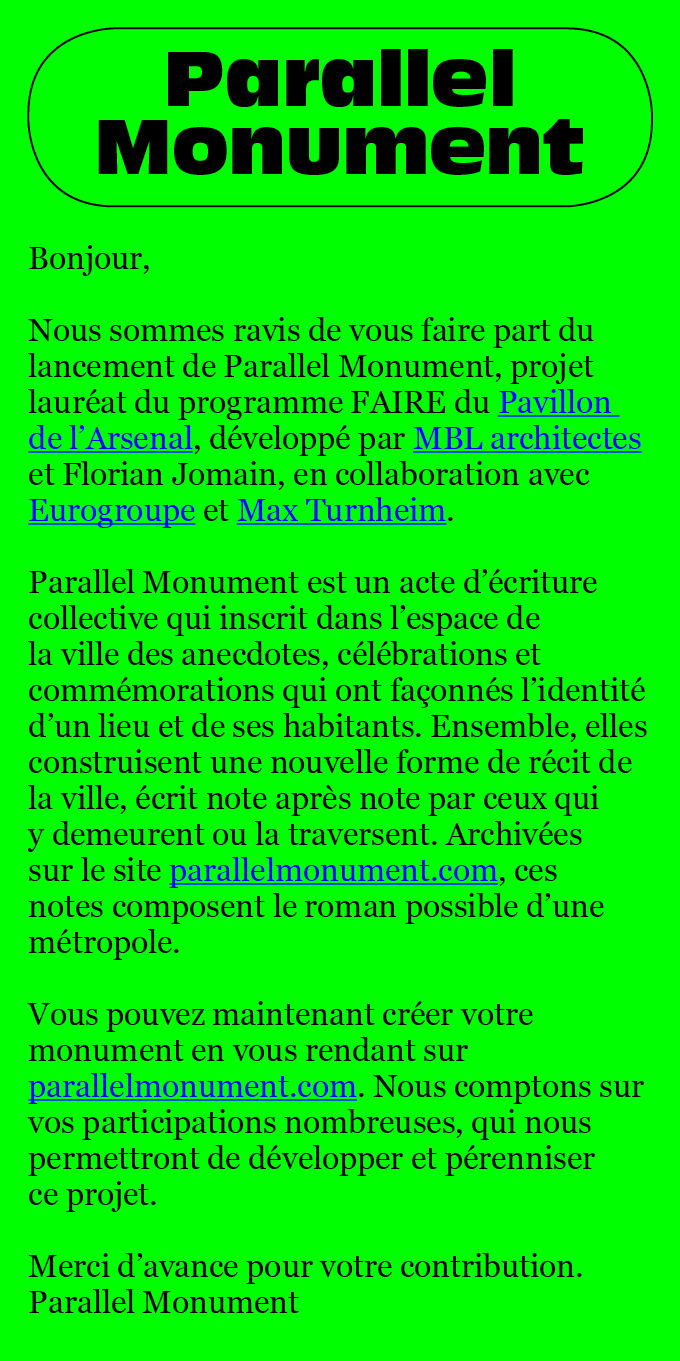 Parallel
Monument
Bonjour,
Nous sommes ravis de vous faire part du
lancement de Parallel Monument, projet
lauréat du programme FAIRE du Pavillon
de l’Arsenal, développé par MBL architectes
et Florian Jomain, en collaboration avec
Eurogroupe et Max Turnheim.
Parallel Monument est un acte d’écriture
collective qui inscrit dans l’espace de
la ville des anecdotes, célébrations et
commémorations qui ont façonnés l’identité
d’un lieu et de ses habitants. Ensemble, elles
construisent une nouvelle forme de récit de
la ville, écrit note après note par ceux qui
y demeurent ou la traversent. Archivées
sur le site parallelmonument.com, ces
notes composent le roman possible d’une
métropole.
Vous pouvez maintenant créer votre
monument en vous rendant sur
parallelmonument.com. Nous comptons sur
vos participations nombreuses, qui nous
permettront de développer et pérenniser
ce projet.
Merci d’avance pour votre contribution.
Parallel Monument